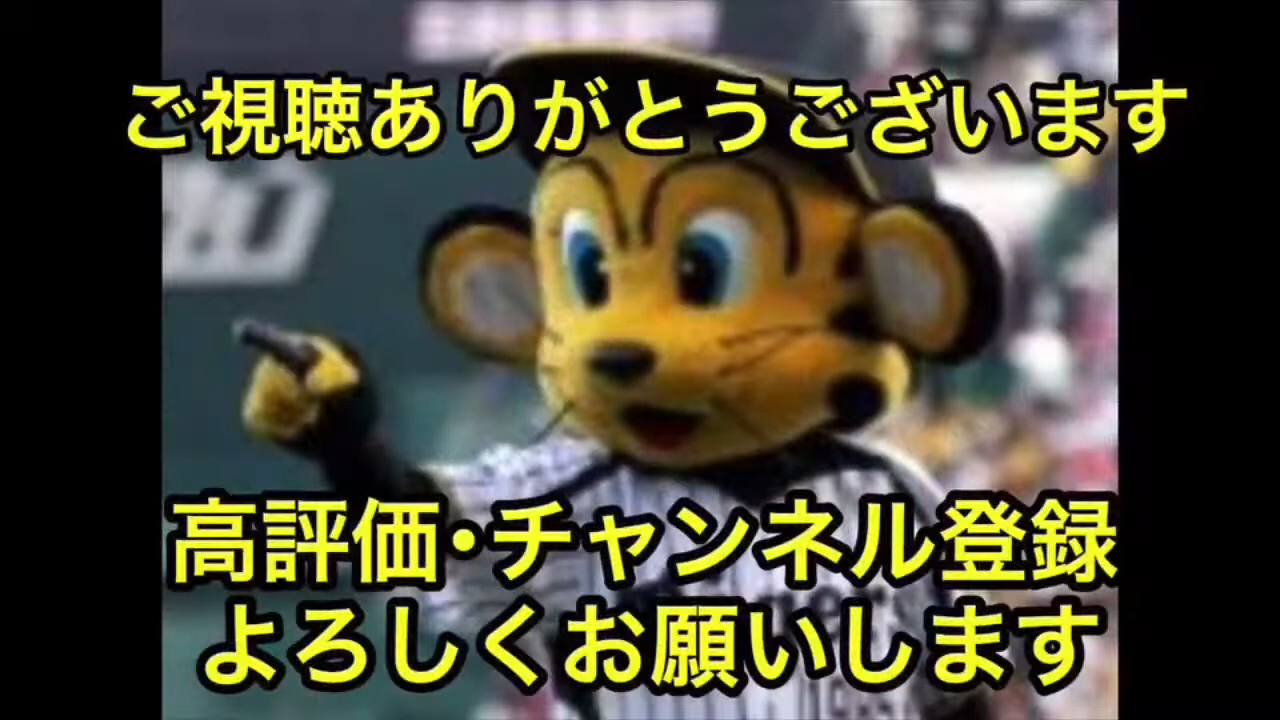 ご視聴ありがとうございます
高評価・チャンネル登録
よろしくお願いします